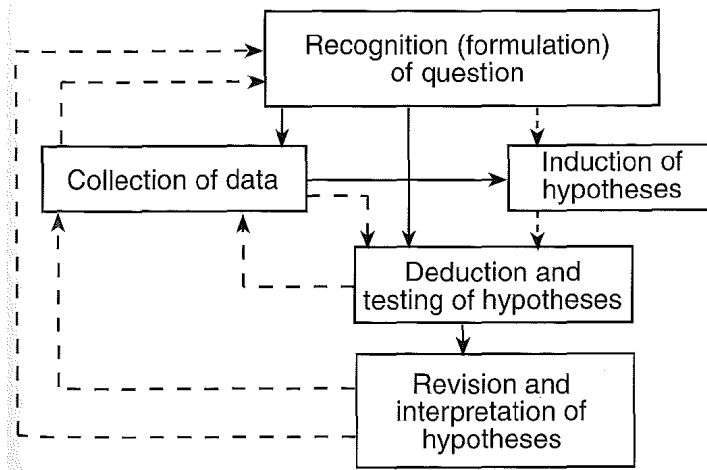 Recognition (formulation)
of question
Collection of data
Induction of
hypotheses
Deduction and
testing of hypotheses
Revision and
interpretation of
hypotheses